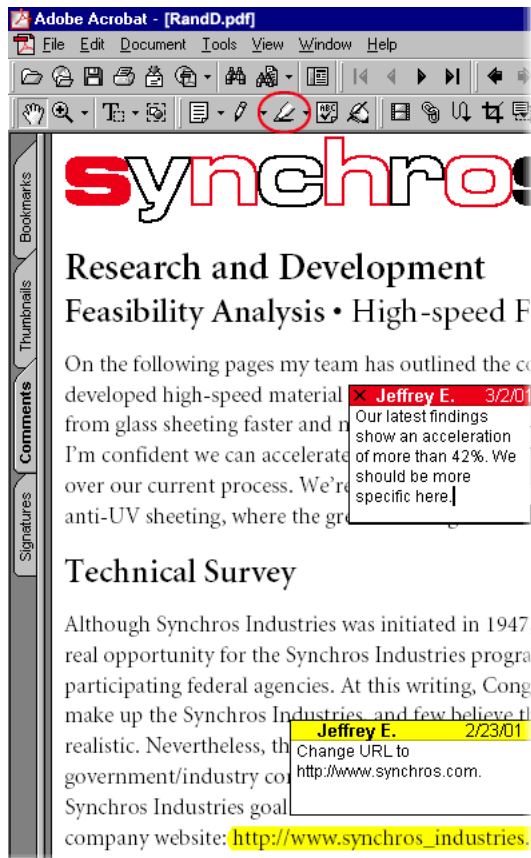 Adobe Acrobat - [RandD.pdf]
File Edit Document Tools View Window Help
Bookmarks
Thumbnails
Comments
Signatures
synchros
Research and Development
Feasibility Analysis • High-speed F
On the following pages my team has outlined the co
developed high-speed material
from glass sheeting faster and
I'm confident we can accelerate
over our current process. We're
anti-UV sheeting, where the gre
× Jeffrey E. 3/2/01
Our latest findings
show an acceleration
of more than 42%. We
should be more
specific here.
Technical Survey
Although Synchros Industries was initiated in 1947
real opportunity for the Synchros Industries progra
participating federal agencies. At this writing, Cong
make up the Synchros Industries, and few believe th
realistic. Nevertheless, th
government/industry co
Synchros Industries goal
company website: http://www.synchros_industries.
Jeffrey E. 2/23/01
Change URL to
http://www.synchros.com.